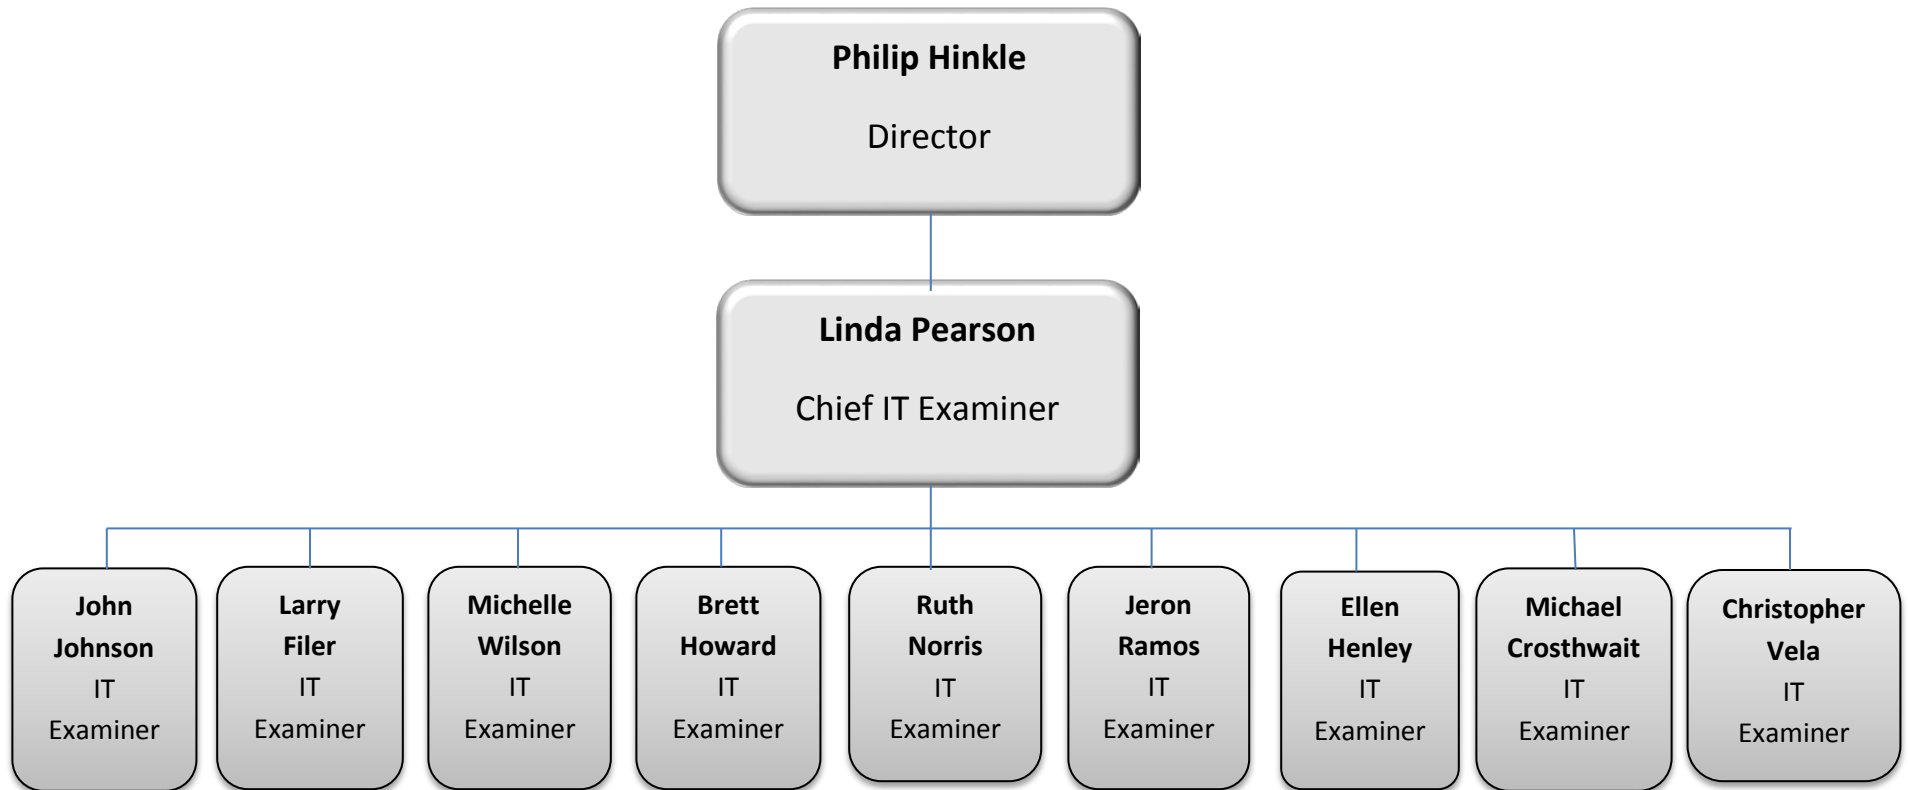 Philip Hinkle
Director
Linda Pearson
Chief IT Examiner
John
Johnson
IT
Examiner
Larry
Filer
IT
Examiner
Michelle
Wilson
IT
Examiner
Brett
Howard
IT
Examiner
Ruth
Norris
IT
Examiner
Jeron
Ramos
IT
Examiner
Ellen
Henley
IT
Examiner
Michael
Crosthwait
IT
Examiner
Christopher
Vela
IT
Examiner